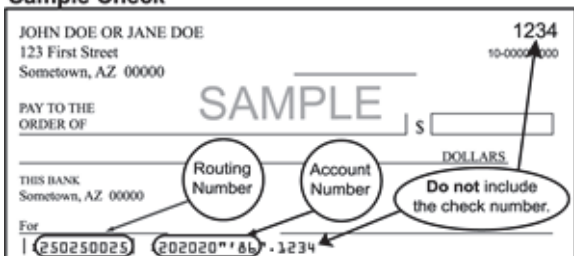 Sample Check
JOHN DOE OR JANE DOE
1234
123 First Street
Sometown, AZ 00000
SAMPLE
PAY TO THE
ORDER OF
$
DOLLARS
THIS BANK
Sometown, AZ 00000
Routing
Number
Account
Number
Do not include
the check number.
For
250250025
202020"'86".1234